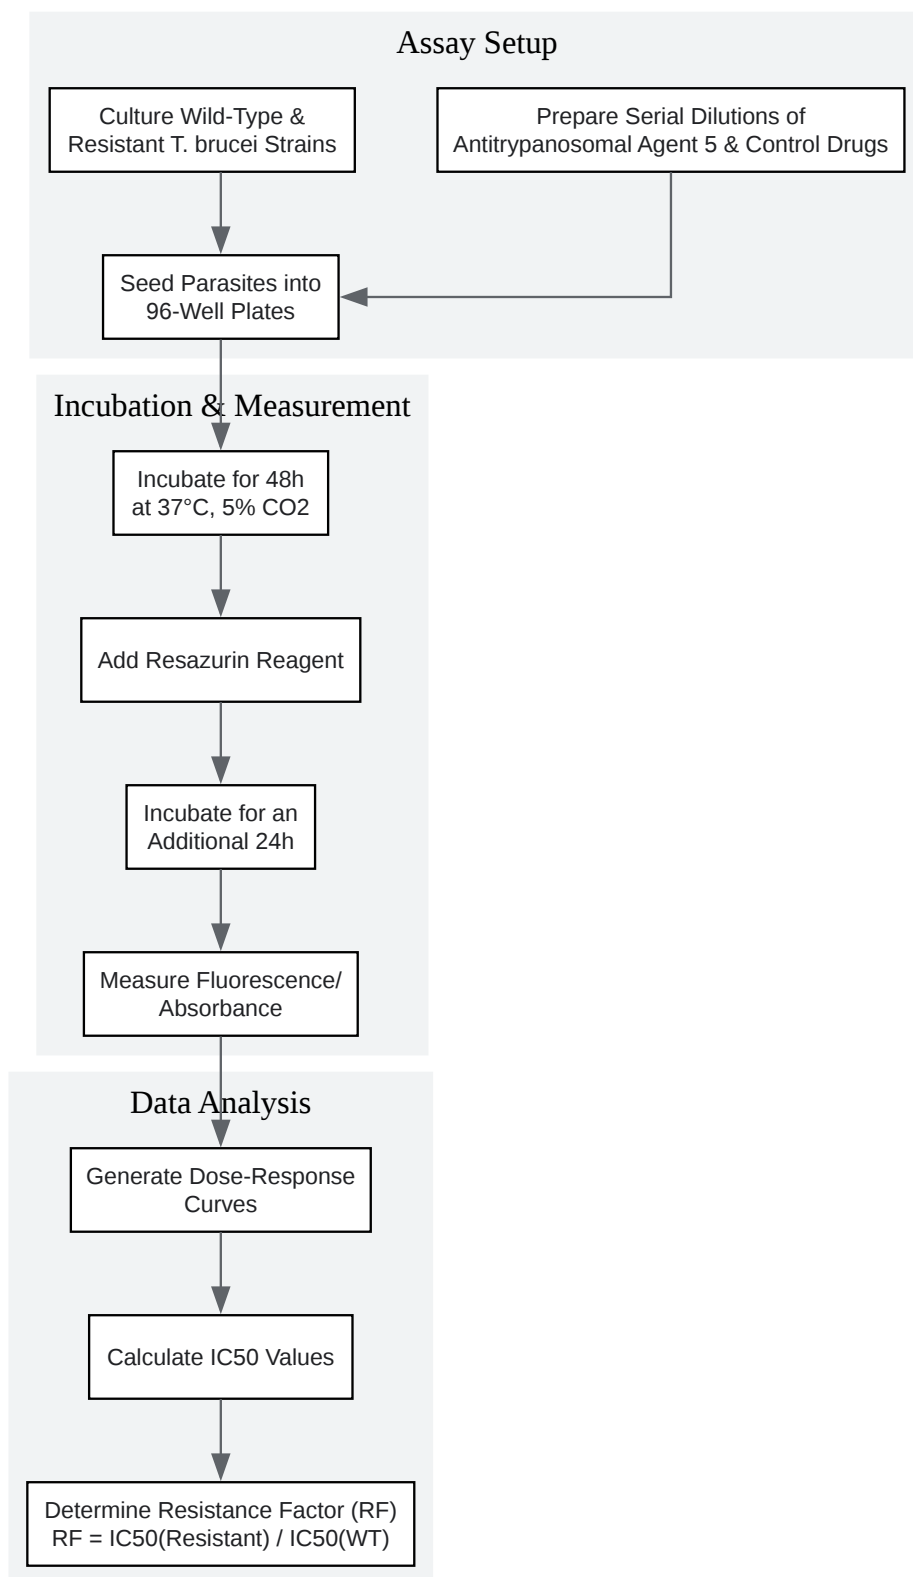 Assay Setup
Culture Wild-Type &
Resistant T. brucei Strains
Prepare Serial Dilutions of
Antitrypanosomal Agent 5 & Control Drugs
Seed Parasites into
96-Well Plates
Incubation & Measurement
Incubate for 48h
at 37°C, 5% CO2
Add Resazurin Reagent
Incubate for an
Additional 24h
Measure Fluorescence/
Absorbance
Data Analysis
Generate Dose-Response
Curves
Calculate IC50 Values
Determine Resistance Factor (RF)
RF = IC50(Resistant) / IC50(WT)